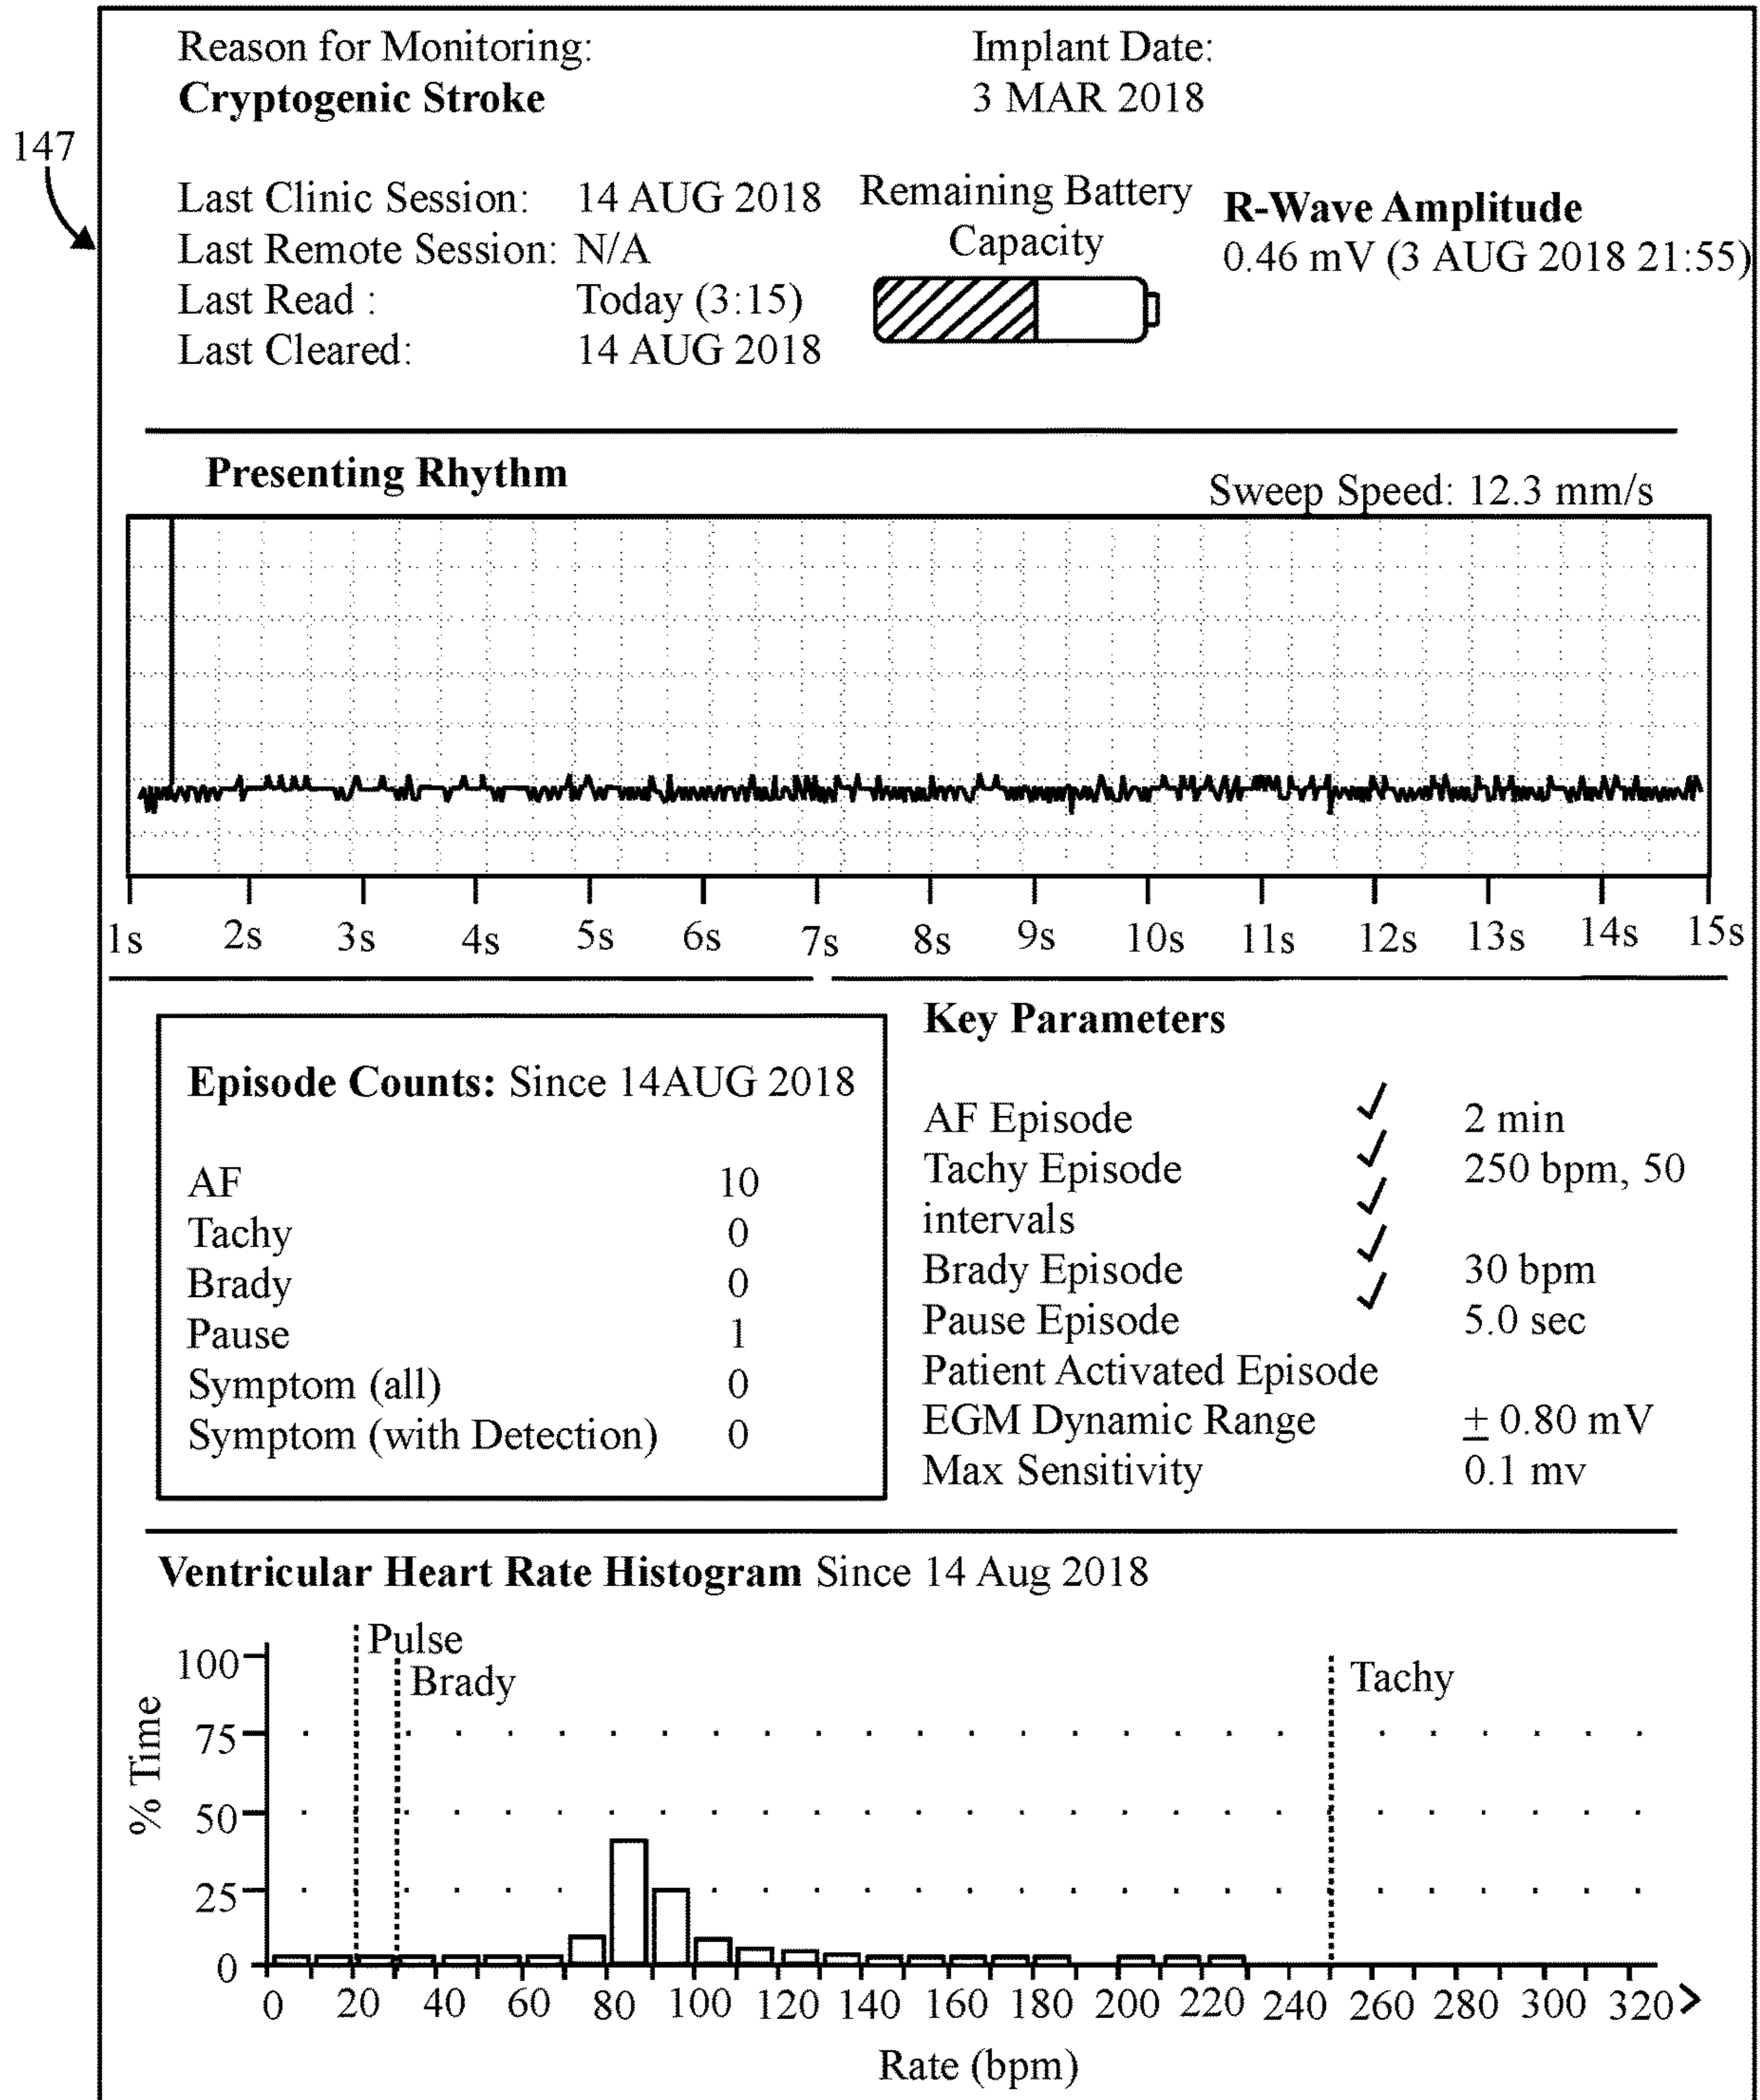 147
Reason for Monitoring:
Cryptogenic Stroke
Implant Date:
3 MAR 2018
Last Clinic Session: 14 AUG 2018
Last Remote Session: N/A
Last Read : Today (3:15)
Last Cleared: 14 AUG 2018
Remaining Battery
Capacity
R-Wave Amplitude
0.46 mV (3 AUG 2018 21:55)
Presenting Rhythm
Sweep Speed: 12.3 mm/s
1s 2s 3s 4s 5s 6s 7s 8s 9s 10s 11s 12s 13s 14s 15s
Episode Counts: Since 14AUG 2018
AF 10
Tachy 0
Brady 0
Pause 1
Symptom (all) 0
Symptom (with Detection) 0
Key Parameters
AF Episode ✓ 2 min
Tachy Episode ✓ 250 bpm, 50
intervals ✓
Brady Episode ✓ 30 bpm
Pause Episode ✓ 5.0 sec
Patient Activated Episode
EGM Dynamic Range ± 0.80 mV
Max Sensitivity 0.1 mv
Ventricular Heart Rate Histogram Since 14 Aug 2018
Pulse
Brady
Tachy
% Time
100
75
50
25
0
0 20 40 60 80 100 120 140 160 180 200 220 240 260 280 300 320>
Rate (bpm)